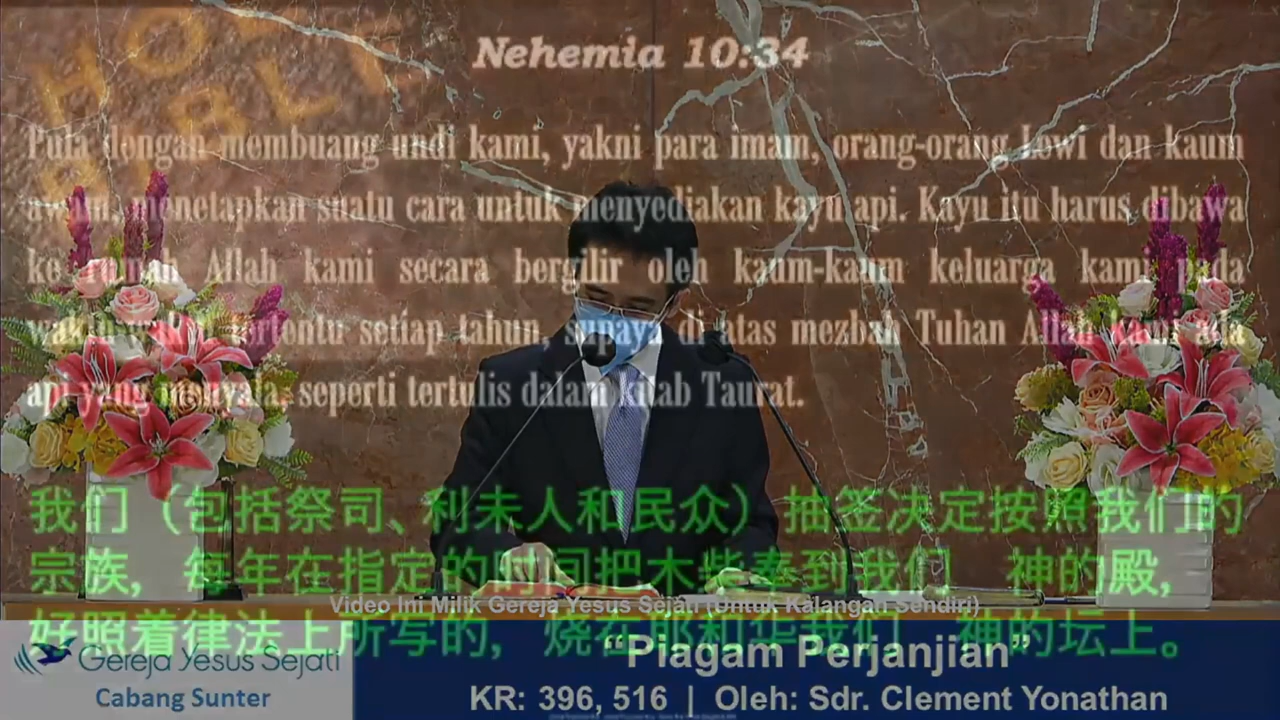 HOLY
BIBLE
Nehemia 10:34
Pula dengan membuang undi kami, yakni para imam, orang-orang Lewi dan kaum
awam, menetapkan suatu cara untuk menyediakan kayu api. Kayu itu harus dibawa
ke rumah Allah kami secara bergilir oleh kaum-kaum keluarga kami pada
tertentu setiap tahun, supaya di atas mezbah Tuhan Allah kami ada
api yang menyala, seperti tertulis dalam kitab Taurat.
我们（包括祭司、利未人和民众）抽签决定按照我们的
宗族，每年在指定的时间把木柴奉到我们 神的殿，
好照着律法上所写的，烧在耶和华我们 神的坛上。
Video Ini Milik Gereja Yesus Sejati (Untuk Kalangan Sendiri)
Gereja Yesus Sejati
Cabang Sunter
“Piagam Perjanjian”
KR: 396, 516 | Oleh: Sdr. Clement Yonathan